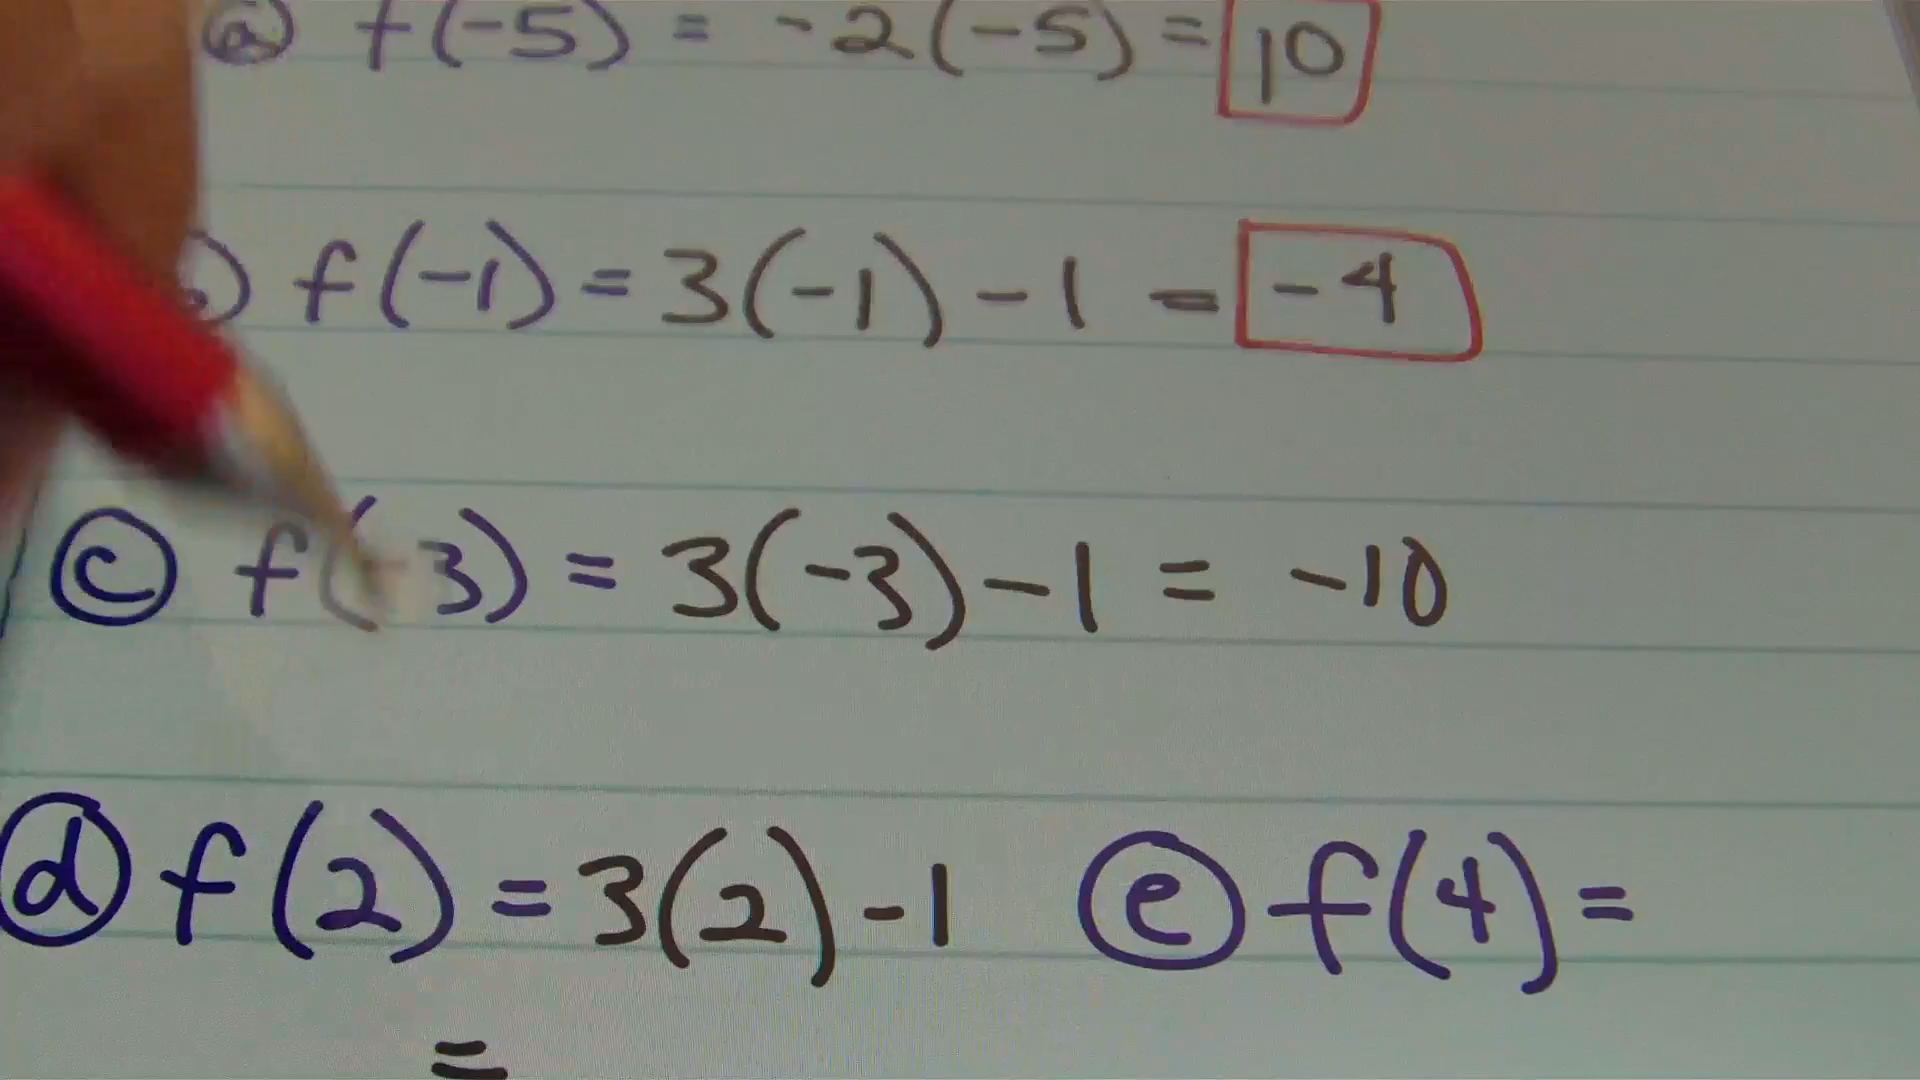 a) f(-5) = -2(-5) = 10
b) f(-1) = 3(-1) - 1 = -4
c f(-3) = 3(-3) - 1 = -10
d f(2) = 3(2) - 1 e f(4) =
=